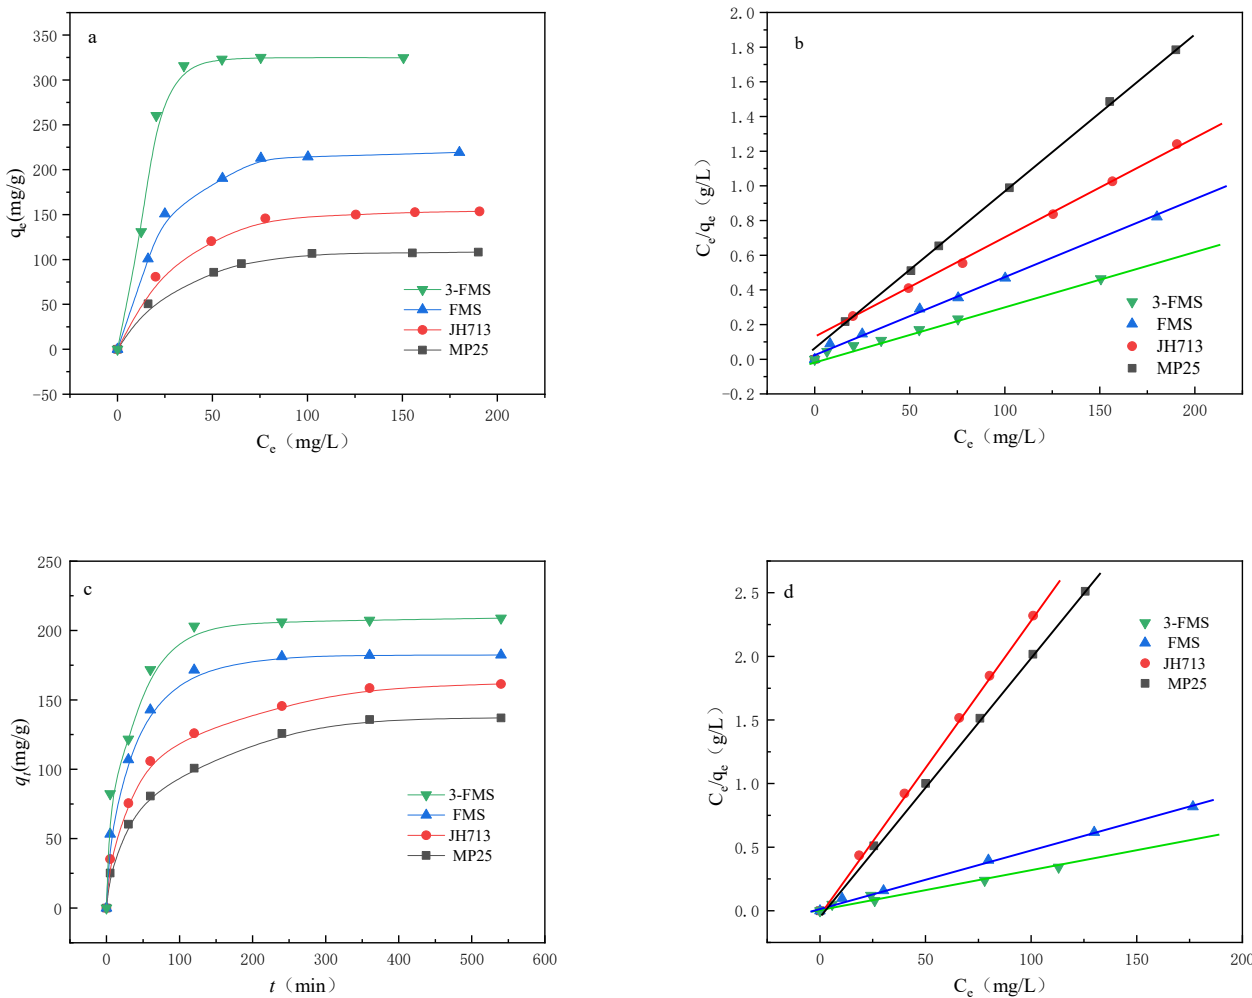 a
350
300
250
200
150
100
50
0
−50
qe(mg/g)
0 50 100 150 200
Ce（mg/L）
3-FMS
FMS
JH713
MP25
b
2.0
1.8
1.6
1.4
1.2
1.0
0.8
0.6
0.4
0.2
0.0
−0.2
Ce/qe（g/L）
0 50 100 150 200
Ce（mg/L）
3-FMS
FMS
JH713
MP25
c
250
200
150
100
50
0
qt(mg/g)
0 100 200 300 400 500 600
t（min）
3-FMS
FMS
JH713
MP25
d
2.5
2.0
1.5
1.0
0.5
0.0
Ce/qe（g/L）
0 50 100 150 200
Ce（mg/L）
3-FMS
FMS
JH713
MP25